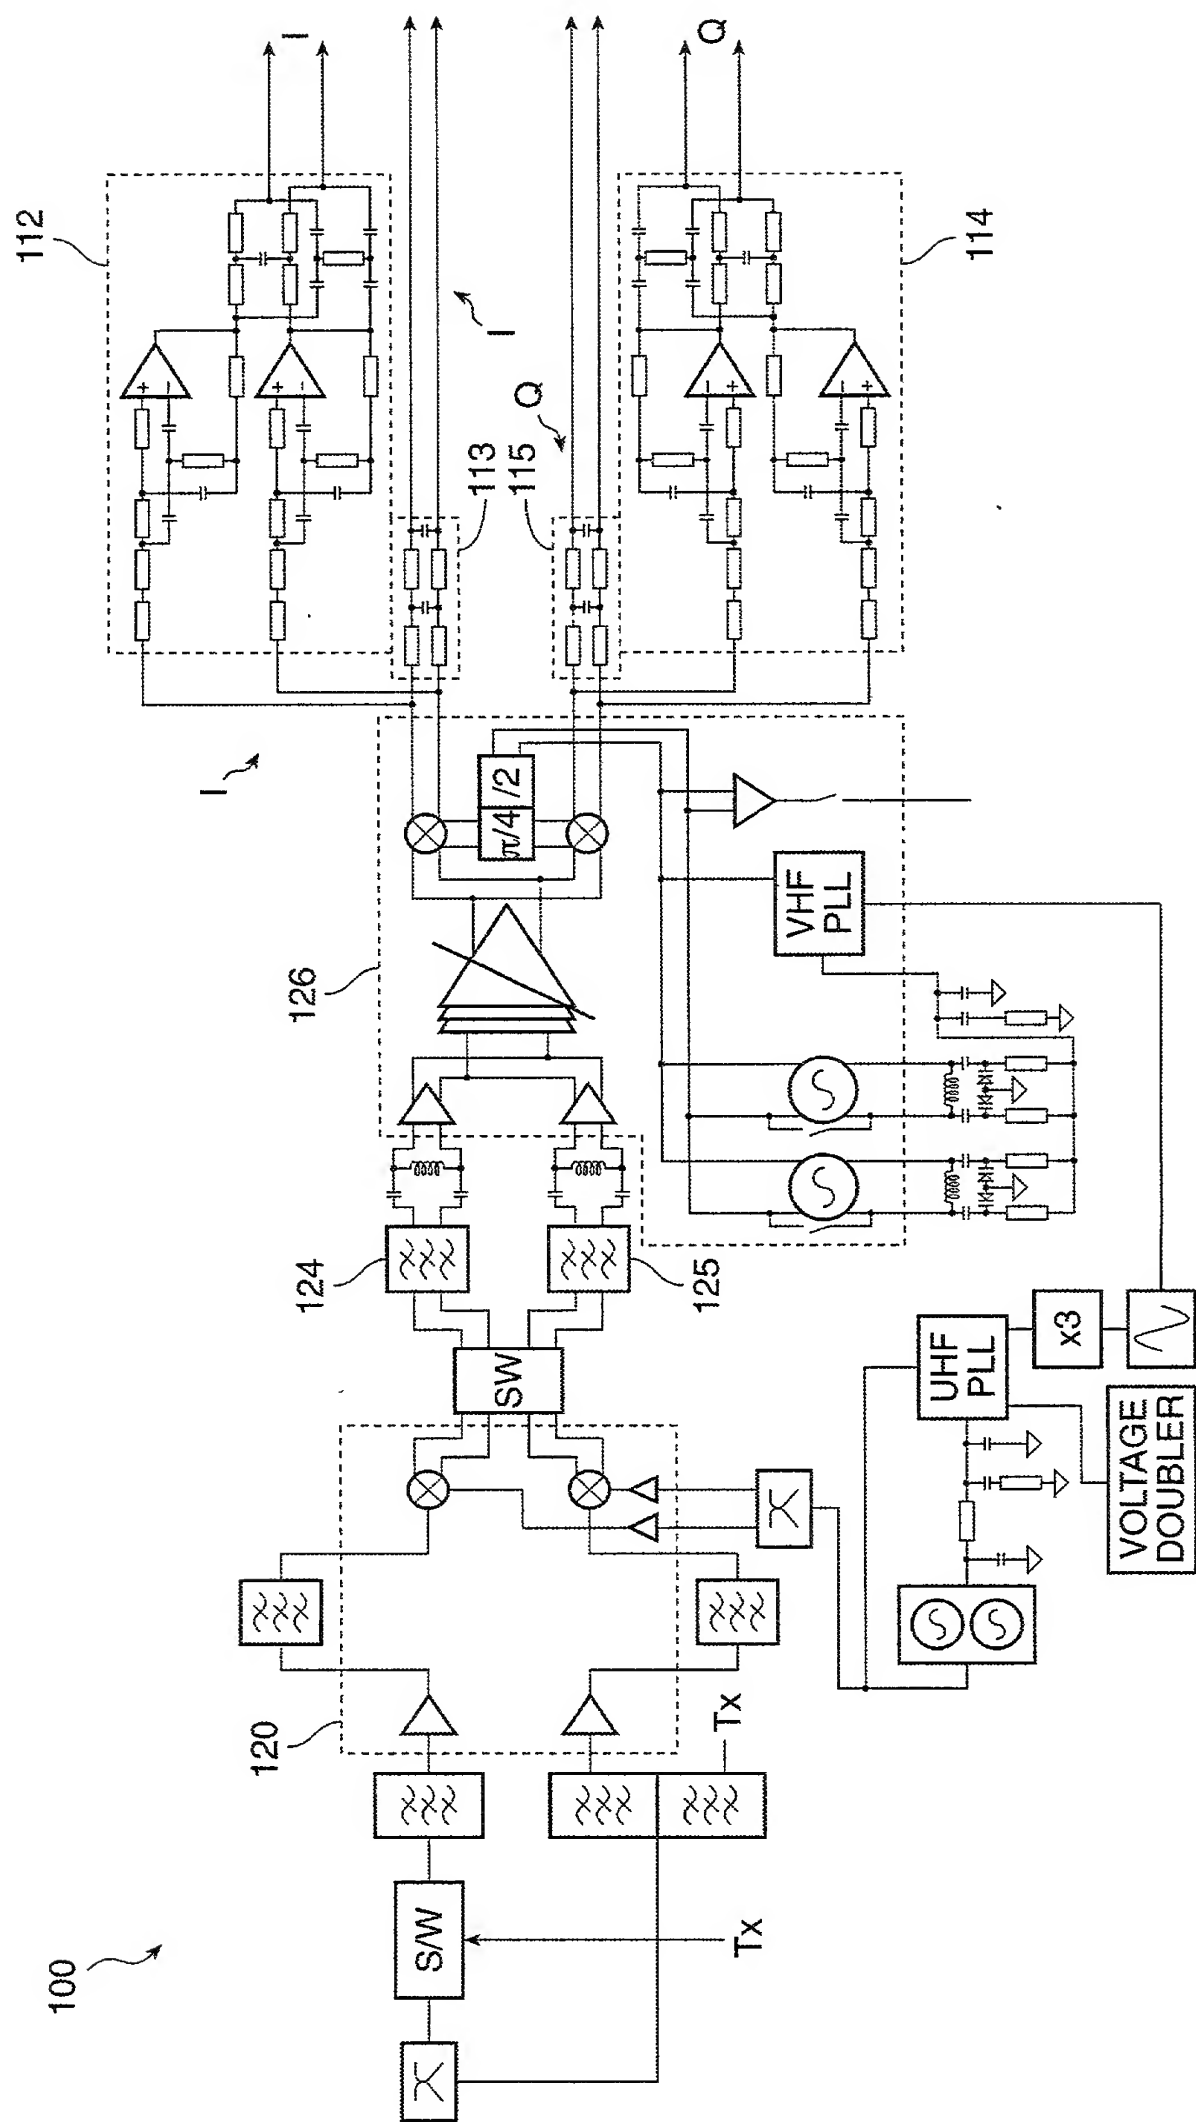 100
S/W
Tx
Tx
120
SW
124
125
126
π/4
/2
VHF
PLL
UHF
PLL
x3
VOLTAGE
DOUBLER
I
112
113
115
114
I
Q
I
Q
+
−
+
−
−
+
−
+